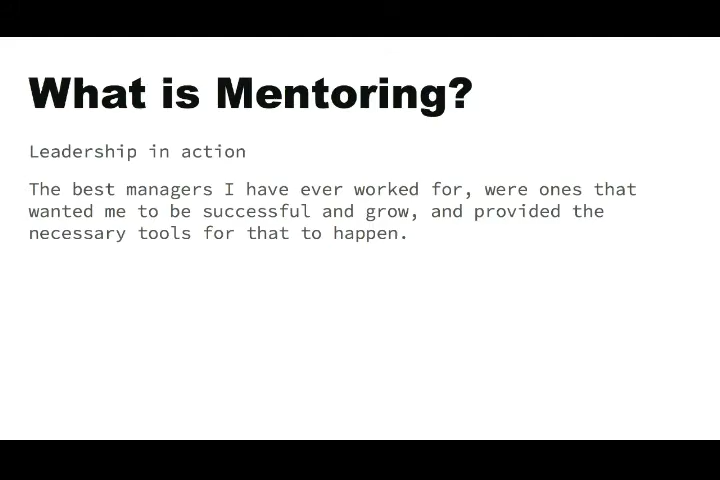 What is Mentoring?
Leadership in action
The best managers I have ever worked for, were ones that
wanted me to be successful and grow, and provided the
necessary tools for that to happen.